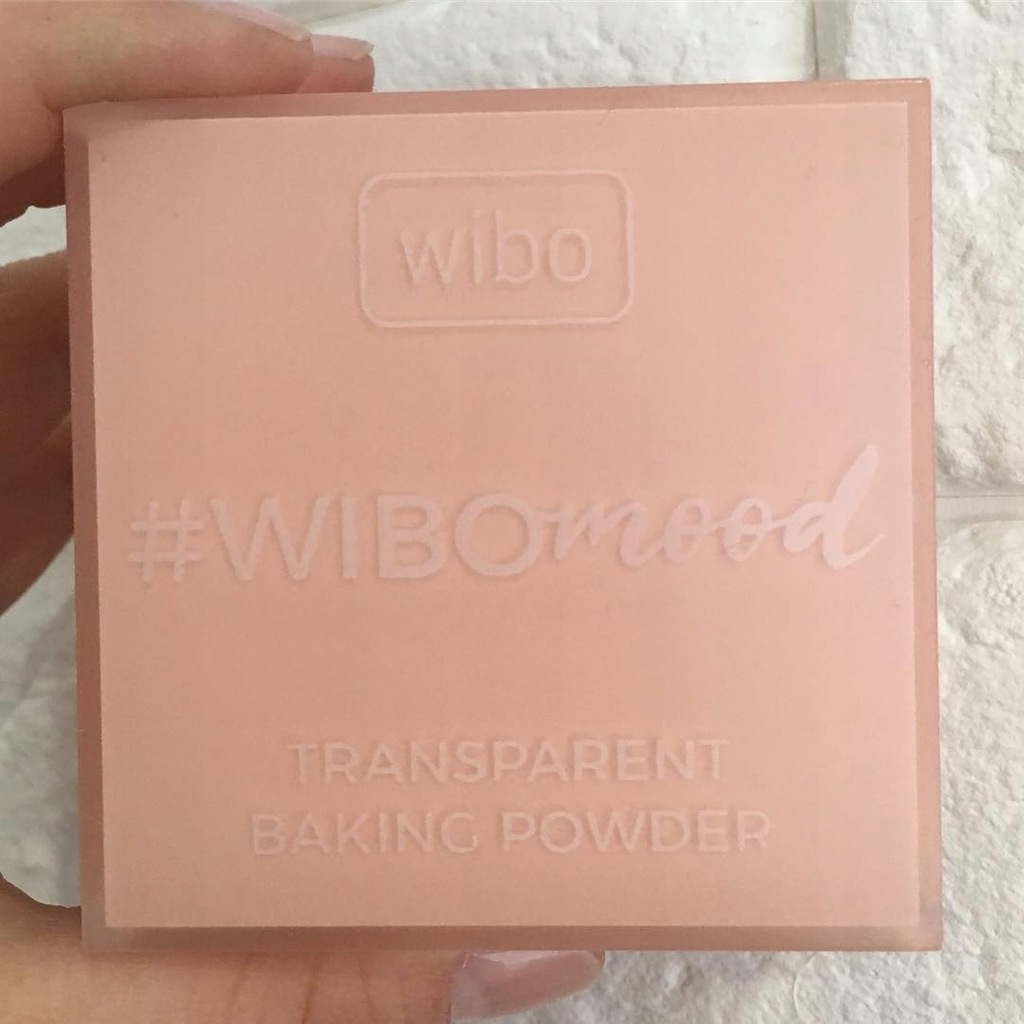 wibo
#WIBOmood
TRANSPARENT
BAKING POWDER